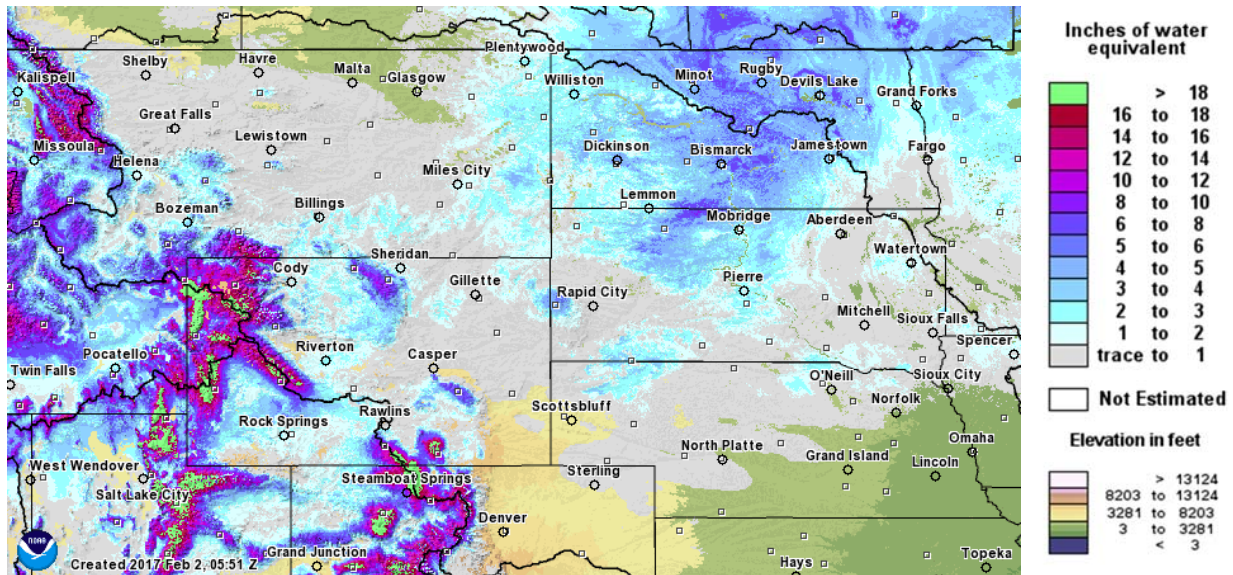 Plentywood
Shelby
Havre
Malta
Glasgow
Kalispell
Williston
Minot
Rugby
Devils Lake
Grand Forks
Great Falls
Lewistown
Missoula
Helena
Miles City
Dickinson
Bismarck
Jamestown
Fargo
Bozeman
Billings
Lemmon
Mobridge
Aberdeen
Watertown
Sheridan
Cody
Gillette
Rapid City
Pierre
Mitchell
Sioux Falls
Spencer
Pocatello
Riverton
Casper
Twin Falls
O'Neill
Sioux City
Rock Springs
Rawlins
Scottsbluff
Norfolk
West Wendover
Salt Lake City
Steamboat Springs
Sterling
North Platte
Grand Island
Omaha
Lincoln
Denver
Grand Junction
Hays
Topeka
NOAA
Created 2017 Feb 2, 05:51 Z
Inches of water
equivalent
> 18
16 to 18
14 to 16
12 to 14
10 to 12
8 to 10
6 to 8
5 to 6
4 to 5
3 to 4
2 to 3
1 to 2
trace to 1
Not Estimated
Elevation in feet
> 13124
8203 to 13124
3281 to 8203
3 to 3281
< 3